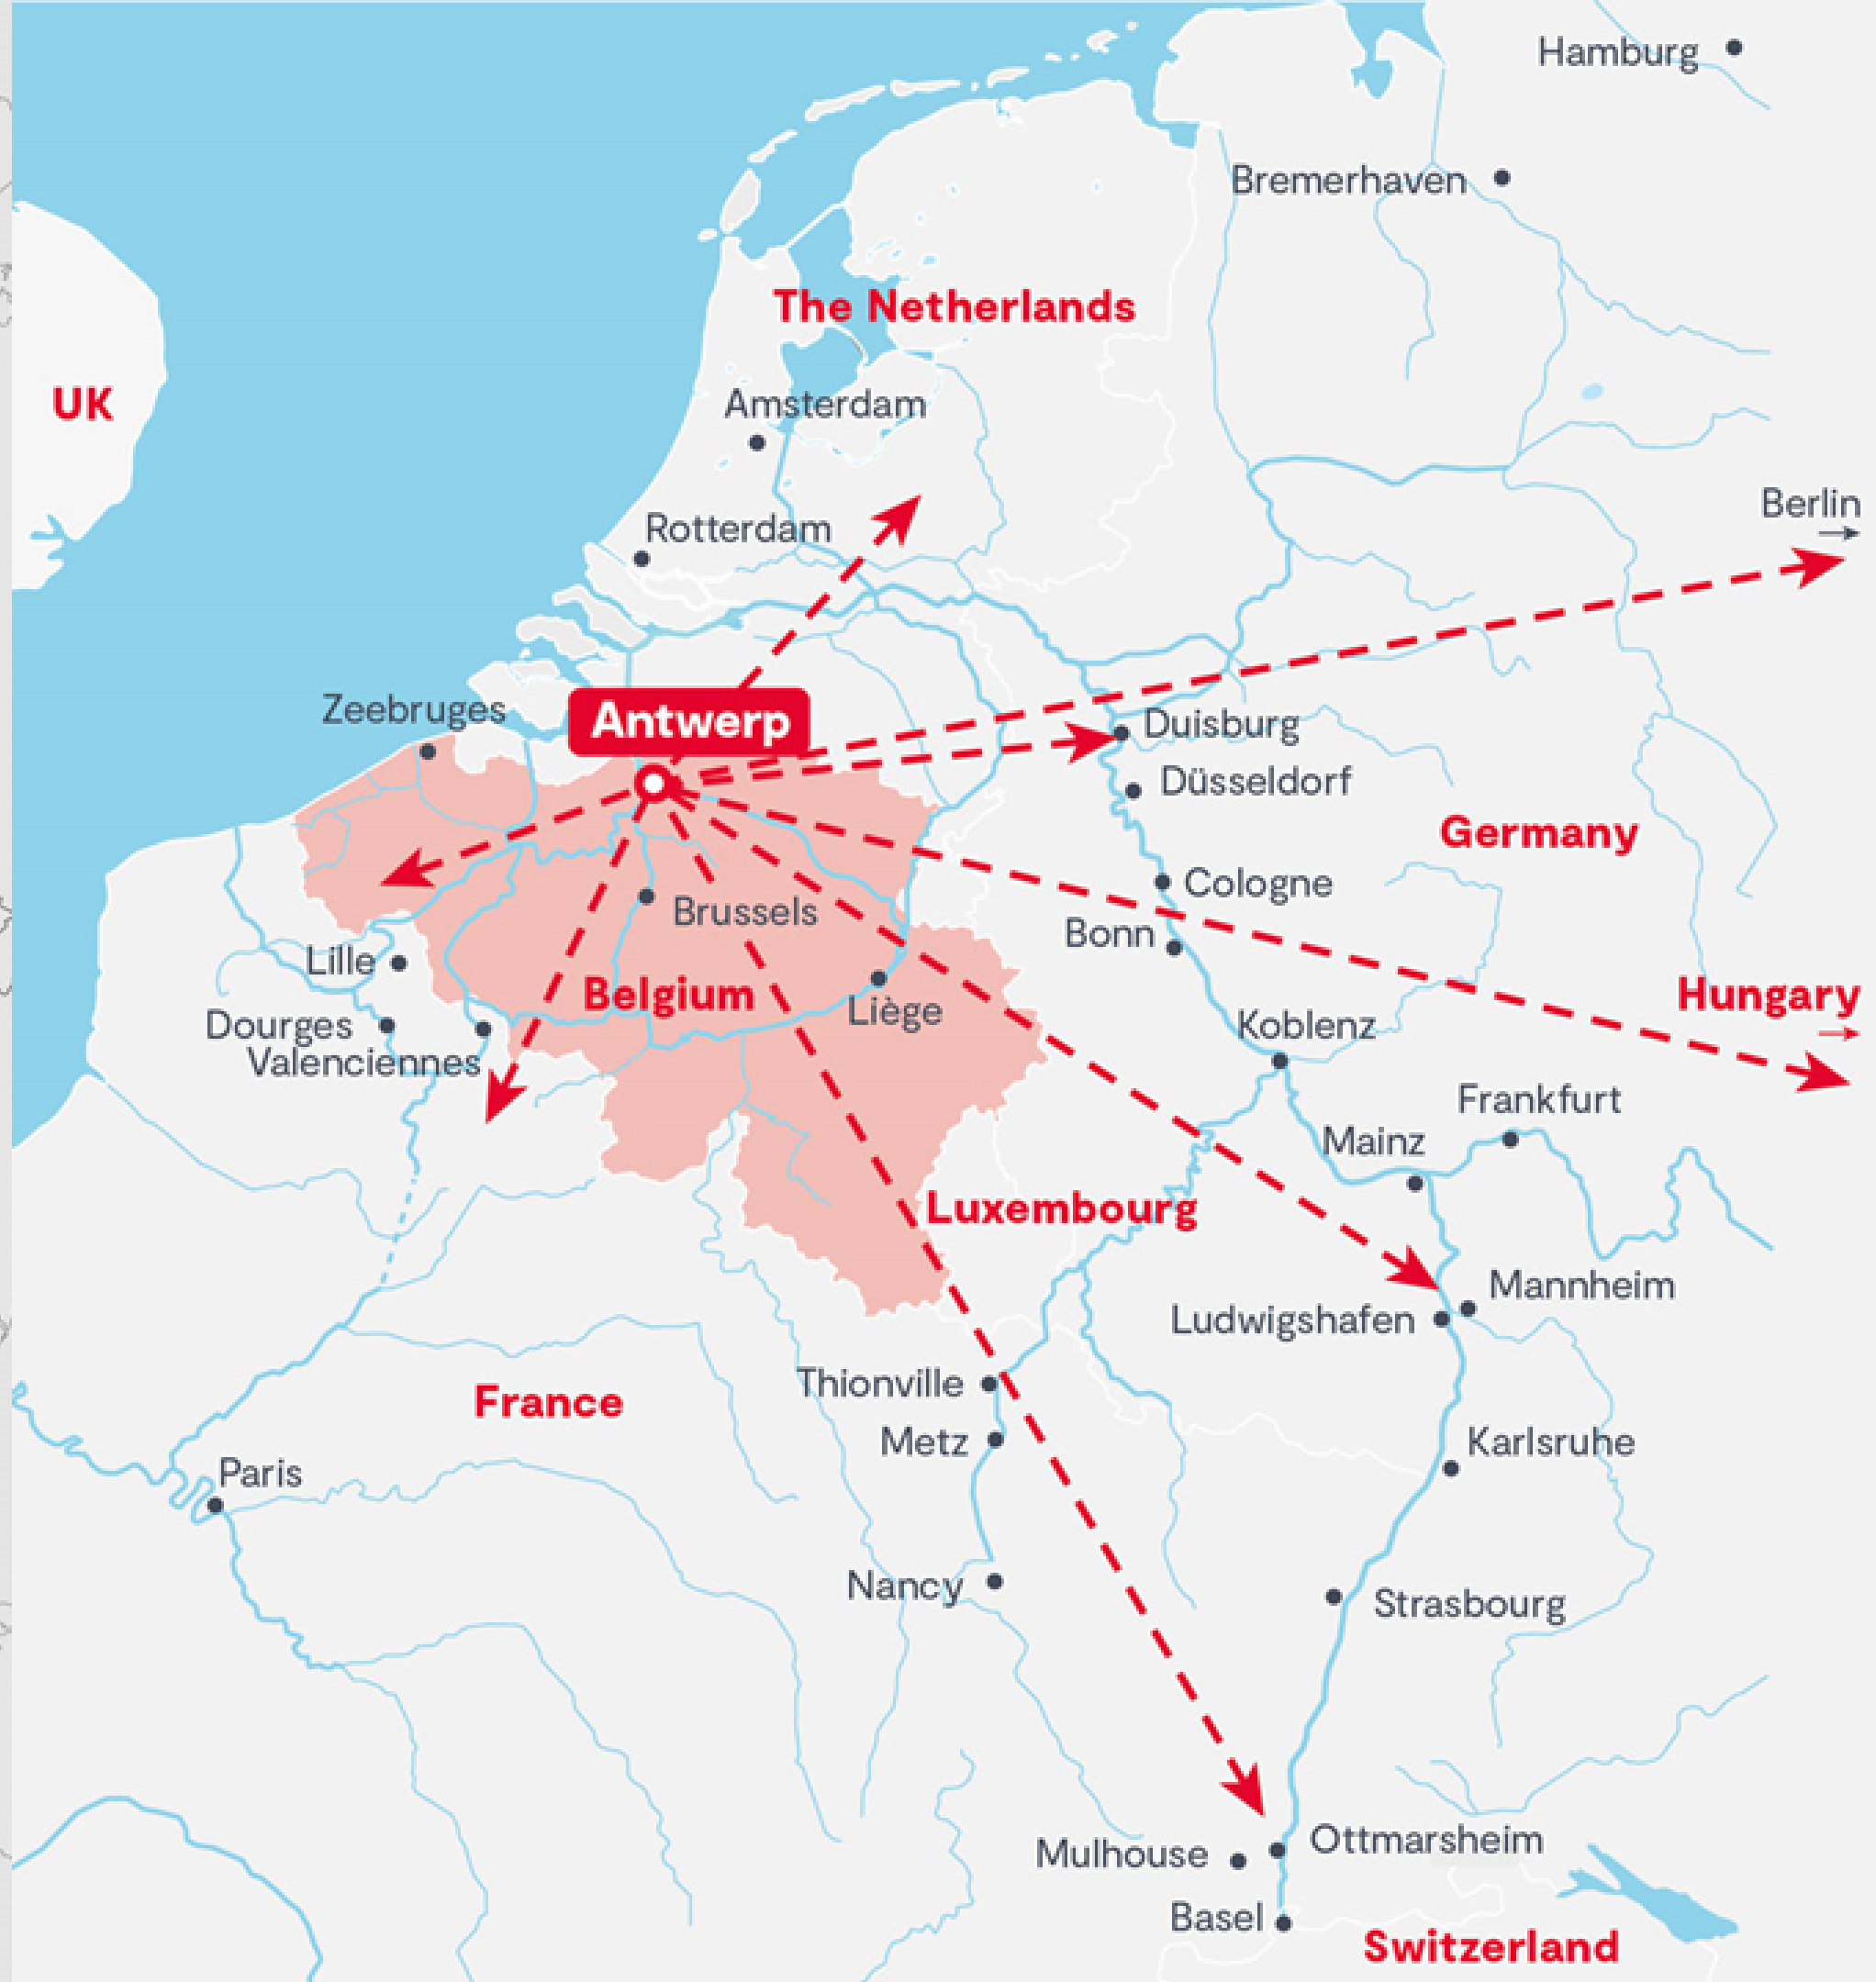 Hamburg
Bremerhaven
The Netherlands
UK
Amsterdam
Berlin
Rotterdam
Zeebruges
Antwerp
Duisburg
Düsseldorf
Germany
Cologne
Brussels
Bonn
Lille
Belgium
Hungary
Liège
Dourges
Koblenz
Valenciennes
Frankfurt
Mainz
Luxembourg
Mannheim
Ludwigshafen
Thionville
France
Metz
Karlsruhe
Paris
Nancy
Strasbourg
Ottmarsheim
Mulhouse
Basel
Switzerland